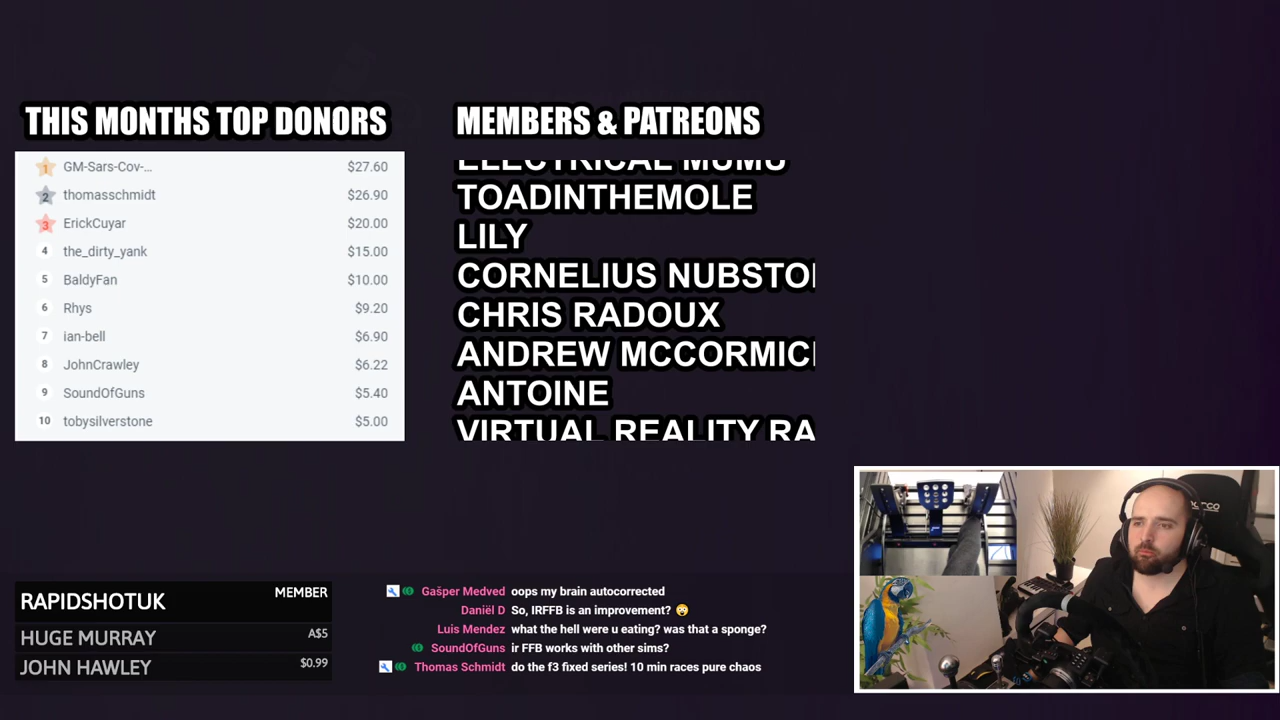 THIS MONTHS TOP DONORS
1 GM-Sars-Cov-... $27.60
2 thomasschmidt $26.90
3 ErickCuyar $20.00
4 the_dirty_yank $15.00
5 BaldyFan $10.00
6 Rhys $9.20
7 ian-bell $6.90
8 JohnCrawley $6.22
9 SoundOfGuns $5.40
10 tobysilverstone $5.00
MEMBERS & PATREONS
ELECTRICAL MUMU
TOADINTHEMOLE
LILY
CORNELIUS NUBSTO
CHRIS RADOUX
ANDREW MCCORMIC
ANTOINE
VIRTUAL REALITY RA
RAPIDSHOTUK MEMBER
HUGE MURRAY A$5
JOHN HAWLEY $0.99
Gašper Medved oops my brain autocorrected
Daniël D So, IRFFB is an improvement? 😳
Luis Mendez what the hell were u eating? was that a sponge?
SoundOfGuns ir FFB works with other sims?
Thomas Schmidt do the f3 fixed series! 10 min races pure chaos